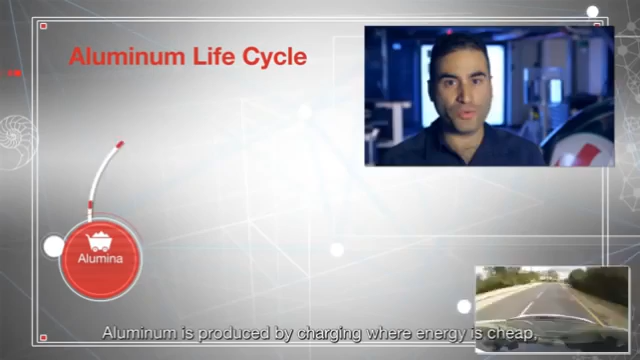 Aluminum Life Cycle
Alumina
Aluminum is produced by charging where energy is cheap,